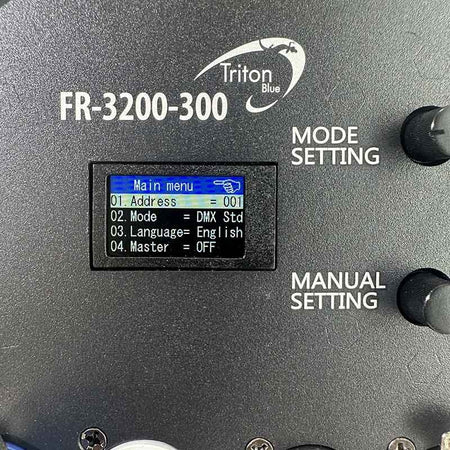 Triton
Blue
FR-3200-300
MODE
SETTING
Main menu
01.Address = 001
02.Mode = DMX Std
03.Language= English
04.Master = OFF
MANUAL
SETTING